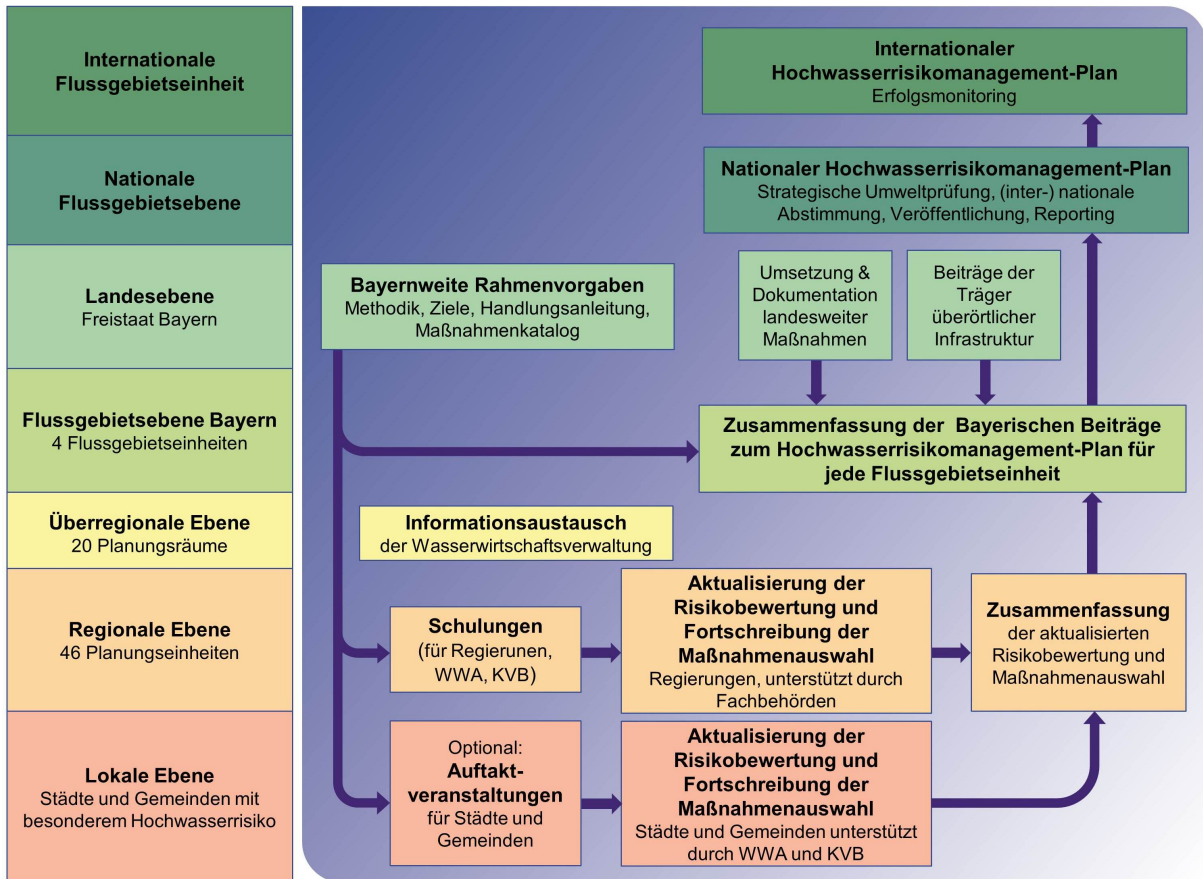 Internationale
Flussgebietseinheit
Nationale
Flussgebietsebene
Landesebene
Freistaat Bayern
Flussgebietsebene Bayern
4 Flussgebietseinheiten
Überregionale Ebene
20 Planungsräume
Regionale Ebene
46 Planungseinheiten
Lokale Ebene
Städte und Gemeinden mit
besonderem Hochwasserrisiko
Internationaler
Hochwasserrisikomanagement-Plan
Erfolgsmonitoring
Nationaler Hochwasserrisikomanagement-Plan
Strategische Umweltprüfung, (inter-) nationale
Abstimmung, Veröffentlichung, Reporting
Bayernweite Rahmenvorgaben
Methodik, Ziele, Handlungsanleitung,
Maßnahmenkatalog
Umsetzung &
Dokumentation
landesweiter
Maßnahmen
Beiträge der
Träger
überörtlicher
Infrastruktur
Zusammenfassung der Bayerischen Beiträge
zum Hochwasserrisikomanagement-Plan für
jede Flussgebietseinheit
Informationsaustausch
der Wasserwirtschaftsverwaltung
Schulungen
(für Regierunen,
WWA, KVB)
Aktualisierung der
Risikobewertung und
Fortschreibung der
Maßnahmenauswahl
Regierungen, unterstützt durch
Fachbehörden
Zusammenfassung
der aktualisierten
Risikobewertung und
Maßnahmenauswahl
Optional:
Auftakt-
veranstaltungen
für Städte und
Gemeinden
Aktualisierung der
Risikobewertung und
Fortschreibung der
Maßnahmenauswahl
Städte und Gemeinden unterstützt
durch WWA und KVB